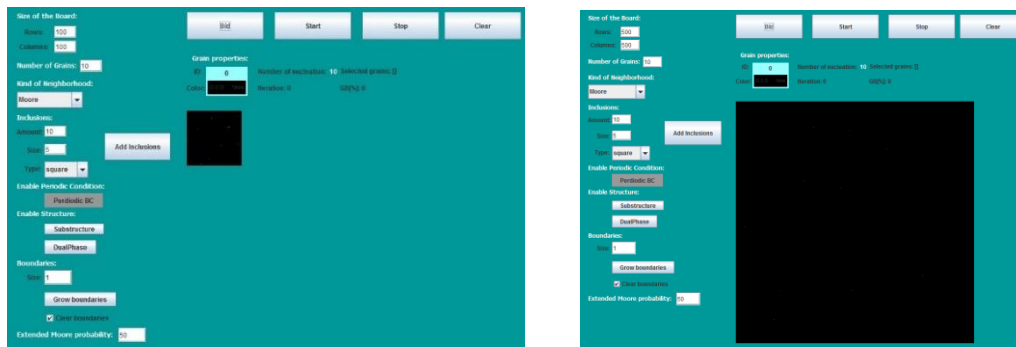 Size of the Board:
Rows: 100
Columns: 100
Number of Grains: 10
Kind of Neighborhood:
Moore
Inclusions:
Amount: 10
Size: 5
Type: square
Add Inclusions
Enable Periodic Condition:
Perdiodic BC
Enable Structure:
Substructure
DualPhase
Boundaries:
Size: 1
Grow boundaries
Clear boundaries
Extended Moore probability: 50
Bld Start Stop Clear
Grain properties:
ID: 0
Color:
Number of nucleation: 10 Selected grains: []
Iteration: 0 GB[%]: 0
Size of the Board:
Rows: 500
Columns: 500
Number of Grains: 10
Kind of Neighborhood:
Moore
Inclusions:
Amount: 10
Size: 5
Type: square
Add Inclusions
Enable Periodic Condition:
Perdiodic BC
Enable Structure:
Substructure
DualPhase
Boundaries:
Size: 1
Grow boundaries
Clear boundaries
Extended Moore probability: 50
Bld Start Stop Clear
Grain properties:
ID: 0
Color:
Number of nucleation: 10 Selected grains: []
Iteration: 0 GB[%]: 0